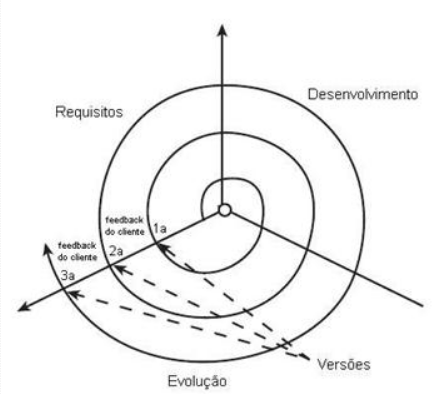 Desenvolvimento
Requisitos
feedback
do cliente
1a
feedback
do cliente
2a
3a
Versões
Evolução